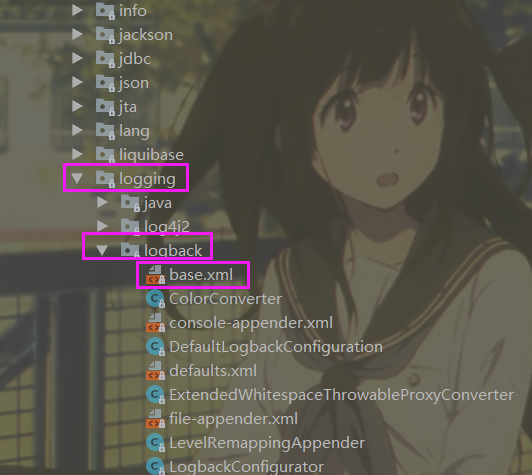 info
jackson
jdbc
json
jta
lang
liquibase
logging
java
log4j2
logback
base.xml
ColorConverter
console-appender.xml
DefaultLogbackConfiguration
defaults.xml
ExtendedWhitespaceThrowableProxyConverter
file-appender.xml
LevelRemappingAppender
LogbackConfigurator